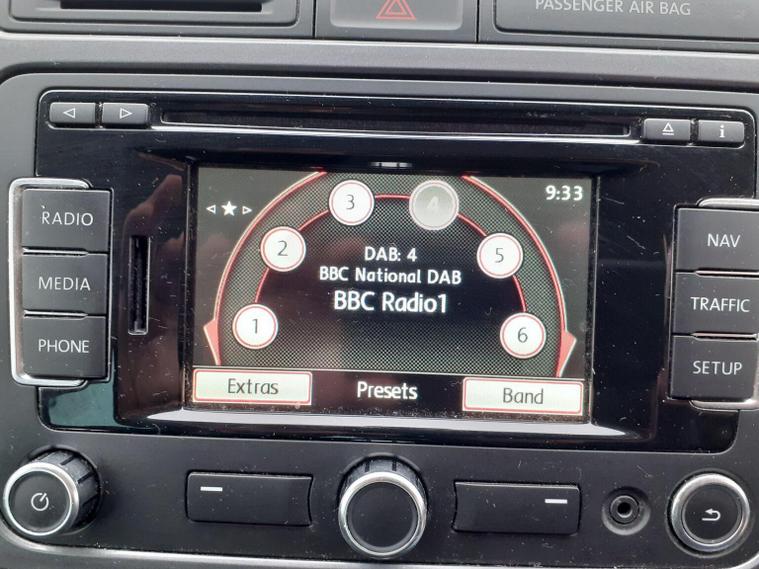 PASSENGER AIR BAG
i
RADIO
MEDIA
PHONE
9:33
1
2
3
4
5
6
DAB: 4
BBC National DAB
BBC Radio1
Extras
Presets
Band
NAV
TRAFFIC
SETUP